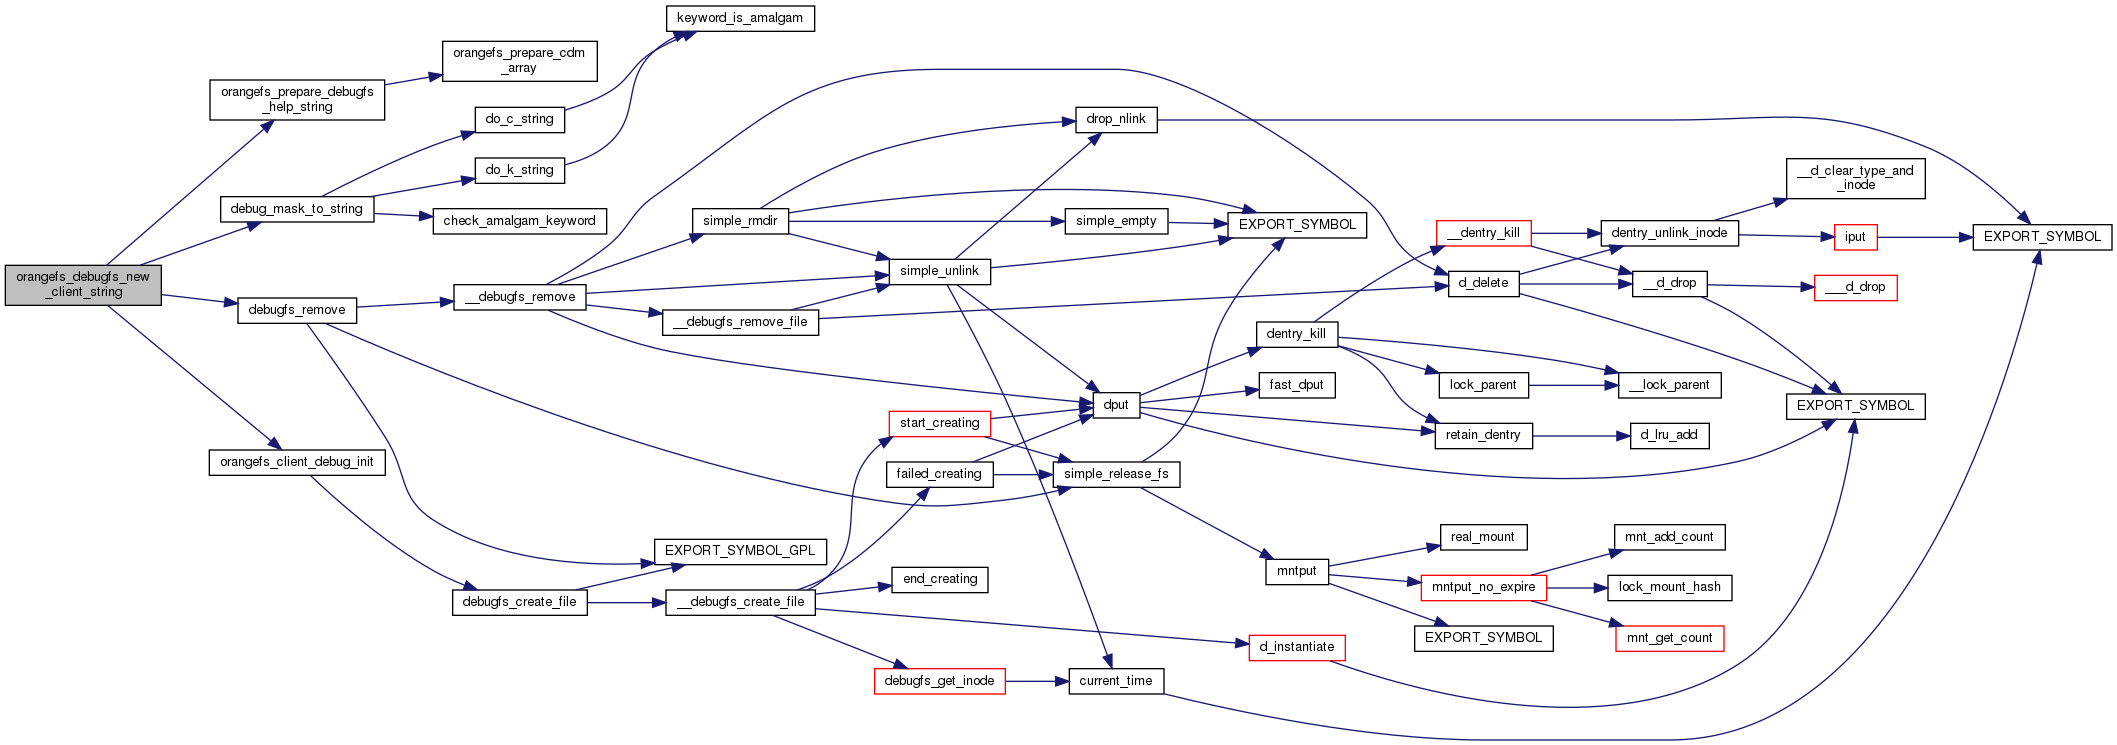 keyword_is_amalgam
orangefs_prepare_cdm
_array
orangefs_prepare_debugfs
_help_string
do_c_string
drop_nlink
do_k_string
__d_clear_type_and
_inode
debug_mask_to_string
check_amalgam_keyword
simple_rmdir
simple_empty
EXPORT_SYMBOL
__dentry_kill
dentry_unlink_inode
iput
EXPORT_SYMBOL
orangefs_debugfs_new
_client_string
simple_unlink
d_delete
__d_drop
___d_drop
debugfs_remove
__debugfs_remove
__debugfs_remove_file
dentry_kill
fast_dput
lock_parent
__lock_parent
dput
EXPORT_SYMBOL
start_creating
retain_dentry
d_lru_add
orangefs_client_debug_init
failed_creating
simple_release_fs
EXPORT_SYMBOL_GPL
real_mount
mnt_add_count
mntput
end_creating
mntput_no_expire
lock_mount_hash
debugfs_create_file
__debugfs_create_file
EXPORT_SYMBOL
mnt_get_count
d_instantiate
debugfs_get_inode
current_time